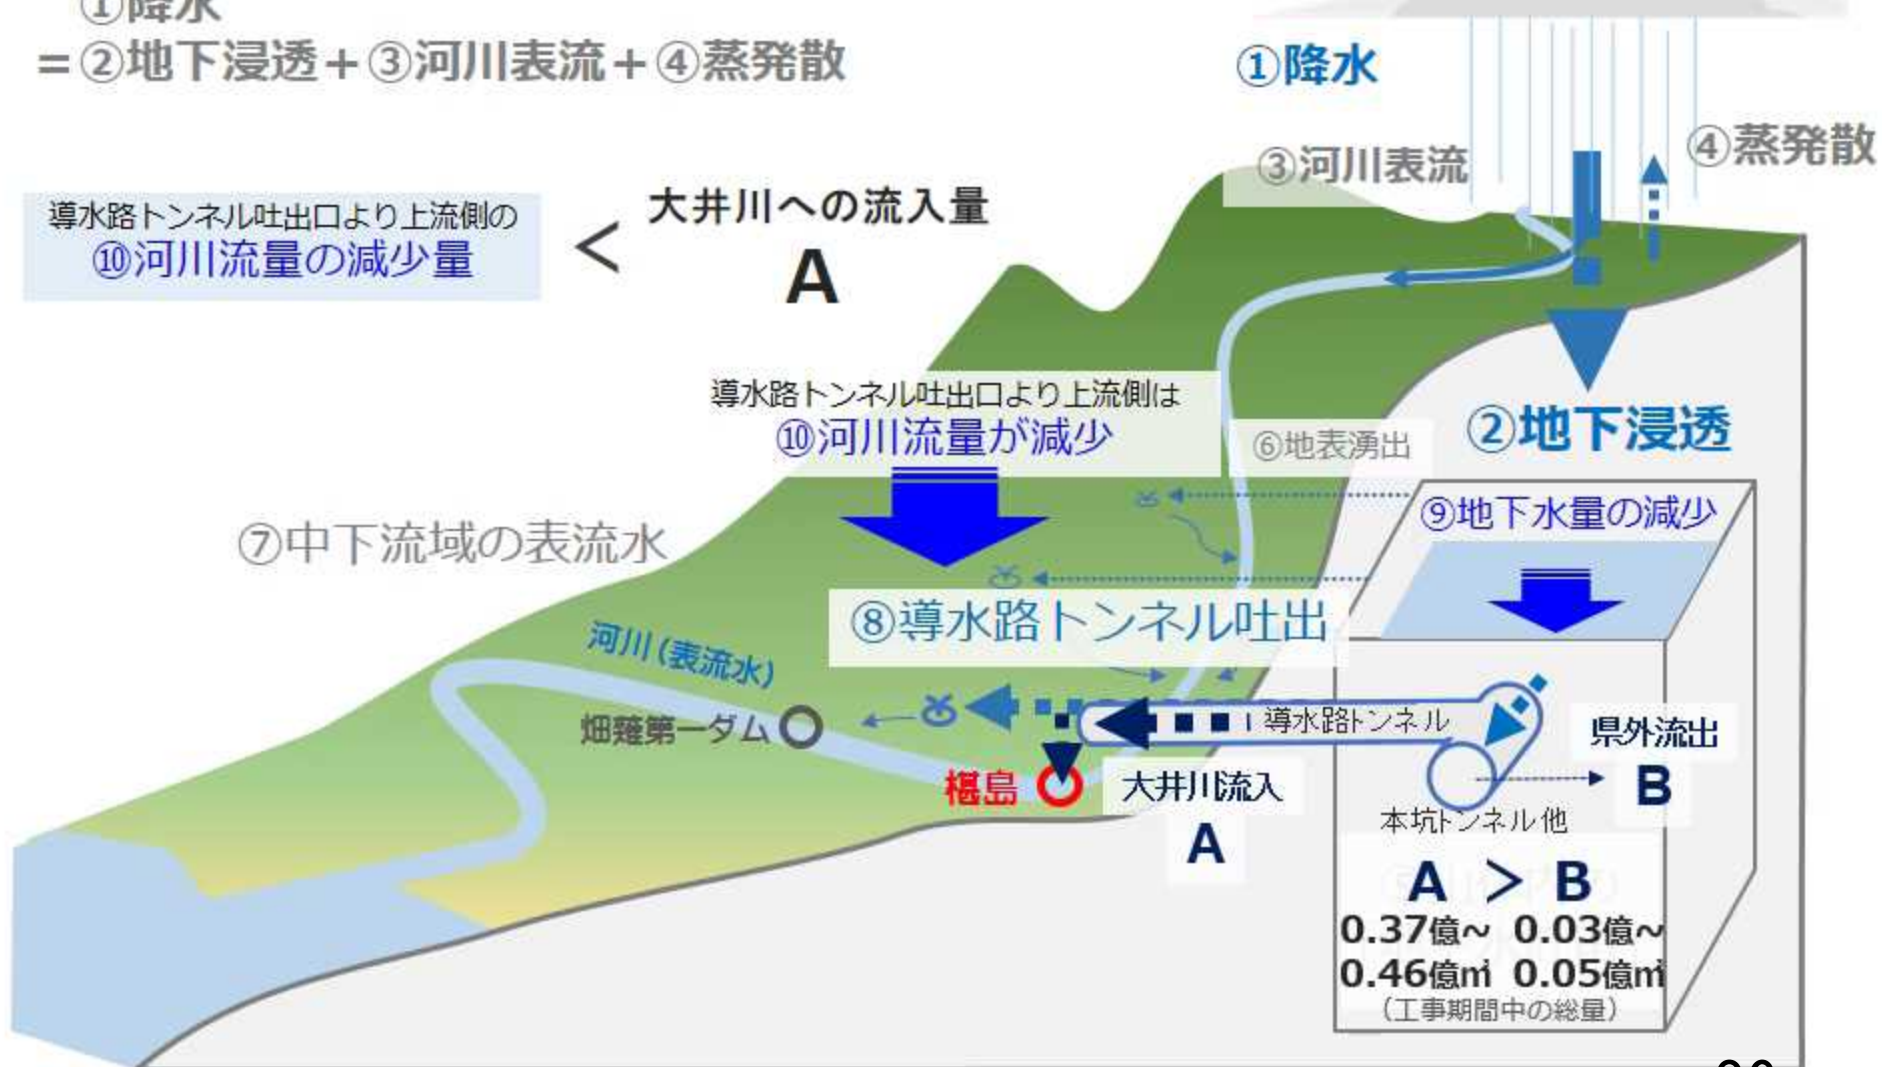 ①降水
＝②地下浸透＋③河川表流＋④蒸発散
①降水
④蒸発散
③河川表流
導水路トンネル吐出口より上流側の
⑩河川流量の減少量
＜
大井川への流入量
A
導水路トンネル吐出口より上流側は
⑩河川流量が減少
⑥地表湧出
②地下浸透
⑨地下水量の減少
⑦中下流域の表流水
⑧導水路トンネル吐出
河川(表流水)
畑薙第一ダム
導水路トンネル
県外流出
B
椹島
大井川流入
A
本坑トンネル他
A ＞ B
0.37億～ 0.03億～
0.46億㎥ 0.05億㎥
（工事期間中の総量）